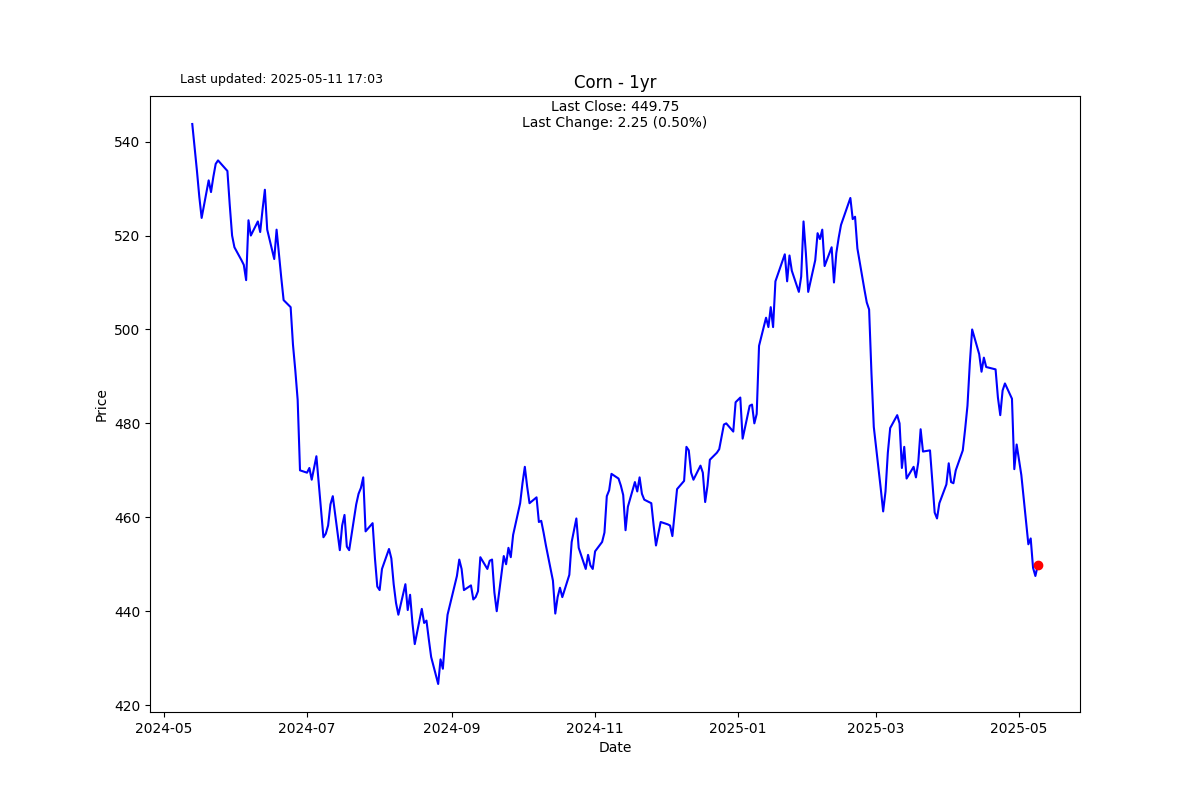 Last updated: 2025-05-11 17:03
Corn - 1yr
Last Close: 449.75
Last Change: 2.25 (0.50%)
540
520
500
480
460
440
420
Price
2024-05 2024-07 2024-09 2024-11 2025-01 2025-03 2025-05
Date